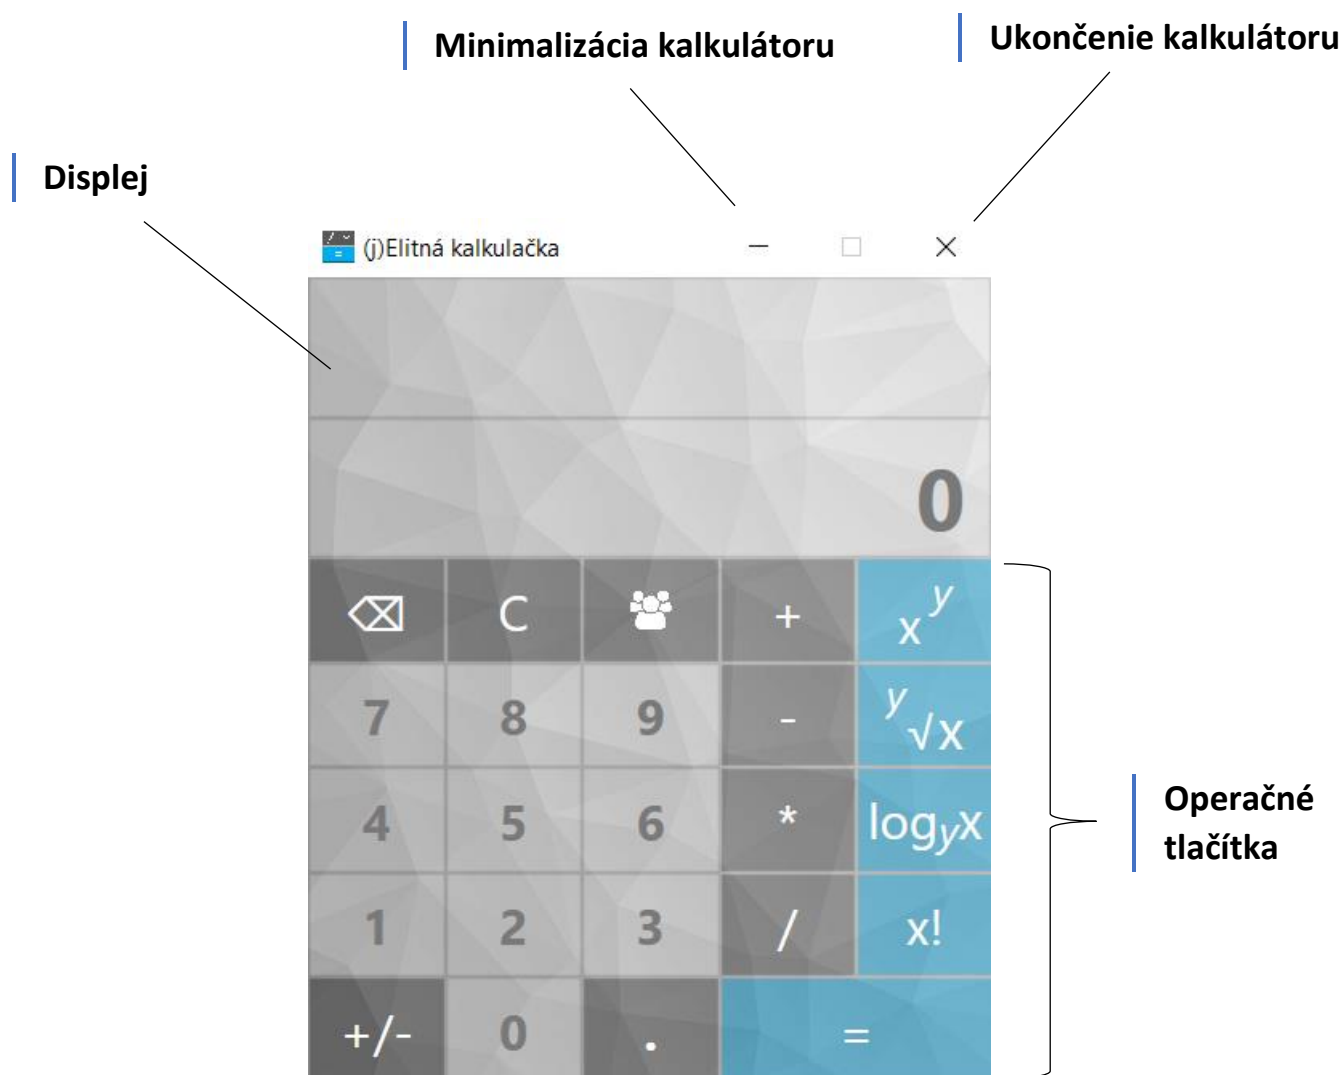 Minimalizácia kalkulátoru
Ukončenie kalkulátoru
Displej
(j)Elitná kalkulačka
0
C + x^y
7 8 9 - y√x
4 5 6 * log_y x
1 2 3 / x!
+/- 0 . =
Operačné
tlačítka